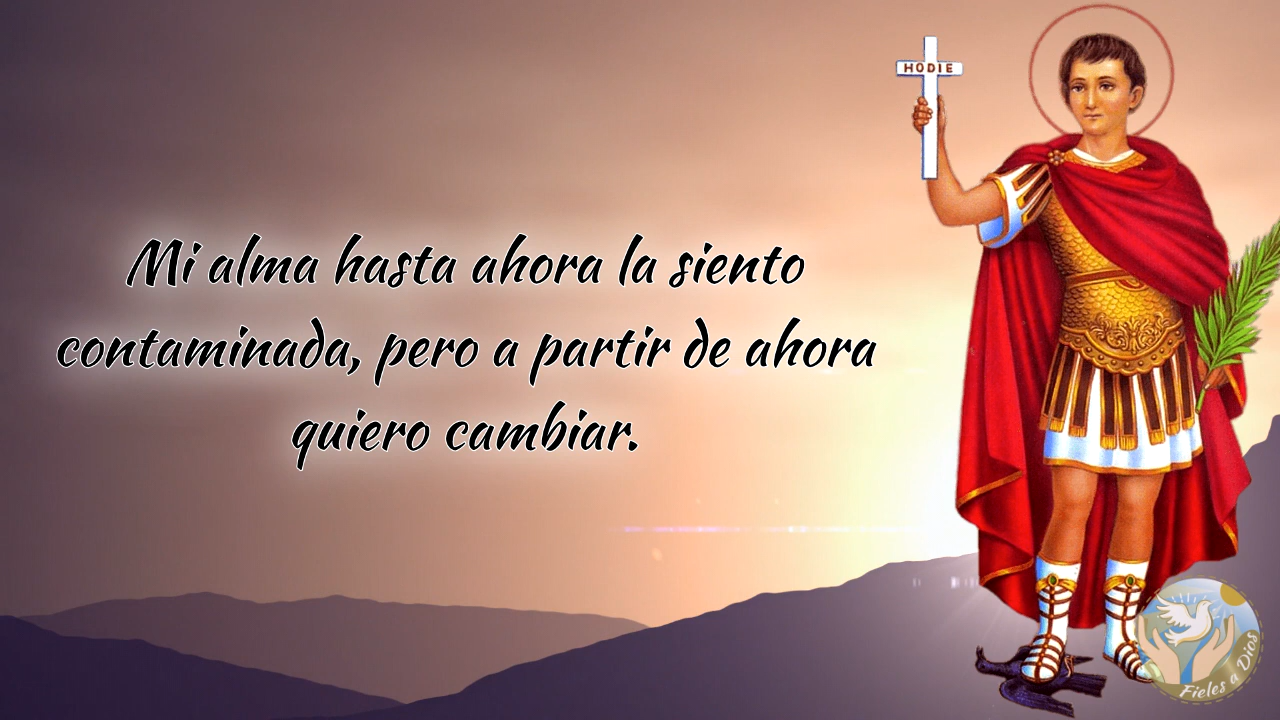 HODIE
Mi alma hasta ahora la siento
contaminada, pero a partir de ahora
quiero cambiar.
Fieles a Dios